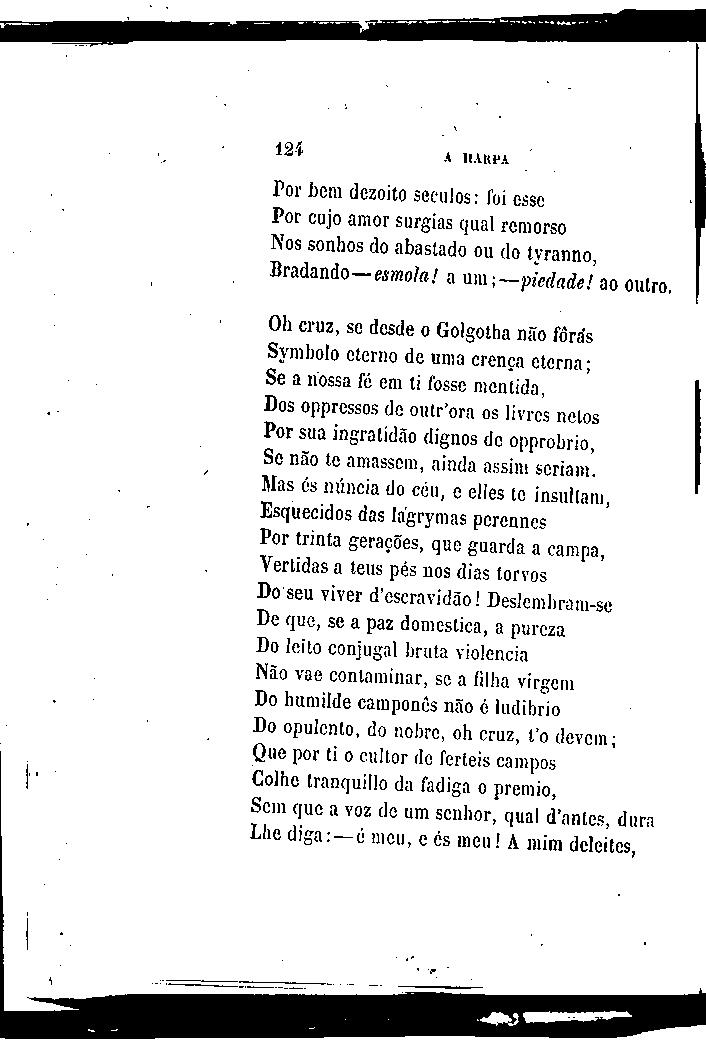 124
A HARPA
Por bem dezoito seculos: foi esse
Por cujo amor surgias qual remorso
Nos sonhos do abastado ou do tyranno,
Bradando—esmola! a um;—piedade! ao outro.
Oh cruz, se desde o Golgotha não fôrás
Symbolo eterno de uma crença eterna;
Se a nossa fé em ti fosse mentida,
Dos oppressos de outr'ora os livres netos
Por sua ingratidão dignos de opprobrio,
Se não te amassem, ainda assim seriam.
Mas és núncia do céu, e elles te insultam,
Esquecidos das lagrymas perennes
Por trinta gerações, que guarda a campa,
Vertidas a teus pés nos dias torvos
Do seu viver d'escravidão! Deslembram-se
De que, se a paz domestica, a pureza
Do leito conjugal bruta violencia
Não vae contaminar, se a filha virgem
Do humilde camponês não é ludibrio
Do opulento, do nobre, oh cruz, t'o devem;
Que por ti o cultor de ferteis campos
Colhe tranquillo da fadiga o premio,
Sem que a voz de um senhor, qual d'antes, dura
Lhe diga:—é meu, e és meu! A mim deleites,